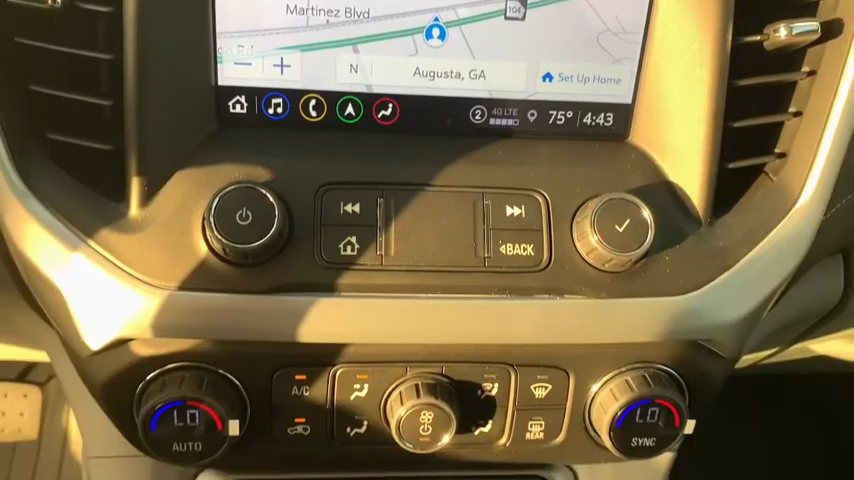 Martinez Blvd
104
N
Augusta, GA
Set Up Home
2
4G LTE
75°
4:43
BACK
LO
AUTO
A/C
REAR
LO
SYNC